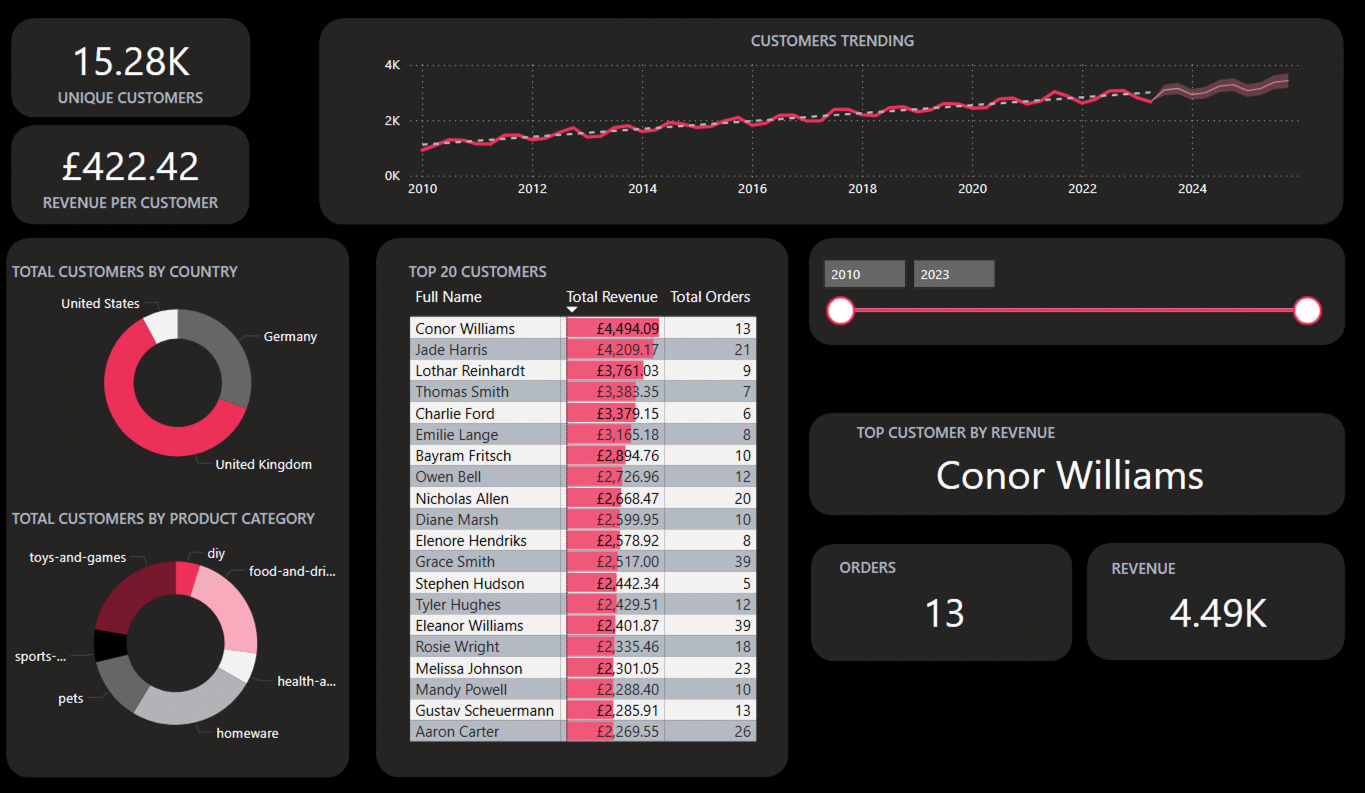 15.28K
UNIQUE CUSTOMERS
£422.42
REVENUE PER CUSTOMER
CUSTOMERS TRENDING
4K
2K
0K
2010 2012 2014 2016 2018 2020 2022 2024
TOTAL CUSTOMERS BY COUNTRY
United States
Germany
United Kingdom
TOTAL CUSTOMERS BY PRODUCT CATEGORY
toys-and-games
diy
food-and-dri...
sports-...
health-a...
pets
homeware
TOP 20 CUSTOMERS
Full Name Total Revenue Total Orders
Conor Williams £4,494.09 13
Jade Harris £4,209.17 21
Lothar Reinhardt £3,761.03 9
Thomas Smith £3,383.35 7
Charlie Ford £3,379.15 6
Emilie Lange £3,165.18 8
Bayram Fritsch £2,894.76 10
Owen Bell £2,726.96 12
Nicholas Allen £2,668.47 20
Diane Marsh £2,599.95 10
Elenore Hendriks £2,578.92 8
Grace Smith £2,517.00 39
Stephen Hudson £2,442.34 5
Tyler Hughes £2,429.51 12
Eleanor Williams £2,401.87 39
Rosie Wright £2,335.46 18
Melissa Johnson £2,301.05 23
Mandy Powell £2,288.40 10
Gustav Scheuermann £2,285.91 13
Aaron Carter £2,269.55 26
2010 2023
TOP CUSTOMER BY REVENUE
Conor Williams
ORDERS
13
REVENUE
4.49K